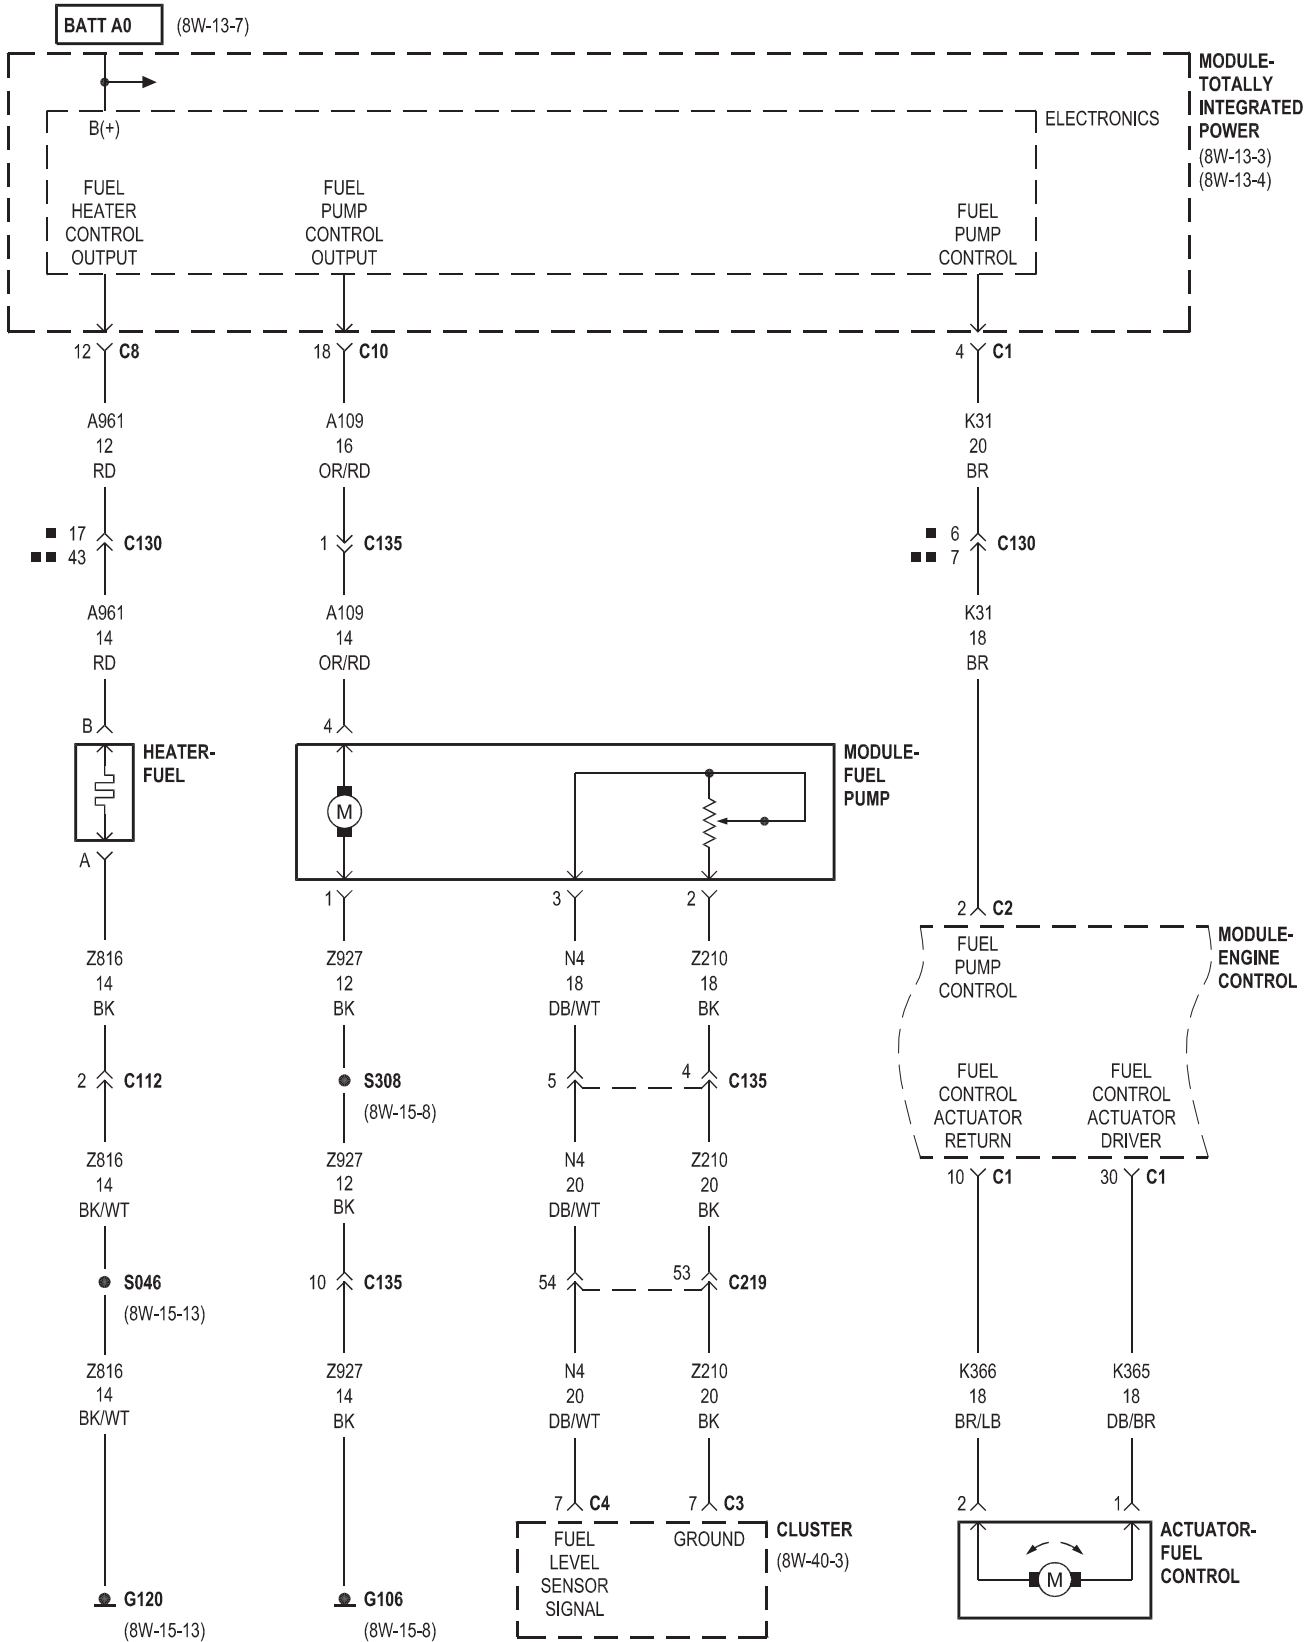 BATT A0 (8W-13-7)
MODULE-
TOTALLY
INTEGRATED
POWER
(8W-13-3)
(8W-13-4)
B(+)
ELECTRONICS
FUEL
HEATER
CONTROL
OUTPUT
FUEL
PUMP
CONTROL
OUTPUT
FUEL
PUMP
CONTROL
12 C8
18 C10
4 C1
A961
12
RD
A109
16
OR/RD
K31
20
BR
■ 17
■■ 43
C130
1 C135
■ 6
■■ 7
C130
A961
14
RD
A109
14
OR/RD
K31
18
BR
B
4
HEATER-
FUEL
M
MODULE-
FUEL
PUMP
A
1
3
2
2 C2
Z816
14
BK
Z927
12
BK
N4
18
DB/WT
Z210
18
BK
FUEL
PUMP
CONTROL
MODULE-
ENGINE
CONTROL
2 C112
S308
(8W-15-8)
5
4 C135
FUEL
CONTROL
ACTUATOR
RETURN
FUEL
CONTROL
ACTUATOR
DRIVER
Z816
14
BK/WT
Z927
12
BK
N4
20
DB/WT
Z210
20
BK
10 C1
30 C1
S046
(8W-15-13)
10 C135
54
53 C219
Z816
14
BK/WT
Z927
14
BK
N4
20
DB/WT
Z210
20
BK
K366
18
BR/LB
K365
18
DB/BR
7 C4
7 C3
2
1
FUEL
LEVEL
SENSOR
SIGNAL
GROUND
CLUSTER
(8W-40-3)
M
ACTUATOR-
FUEL
CONTROL
G120
(8W-15-13)
G106
(8W-15-8)